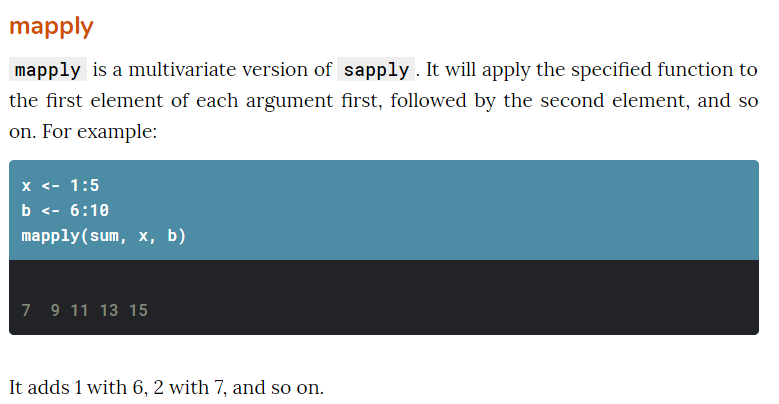 mapply
mapply is a multivariate version of sapply. It will apply the specified function to
the first element of each argument first, followed by the second element, and so
on. For example:
x <- 1:5
b <- 6:10
mapply(sum, x, b)
7  9 11 13 15
It adds 1 with 6, 2 with 7, and so on.